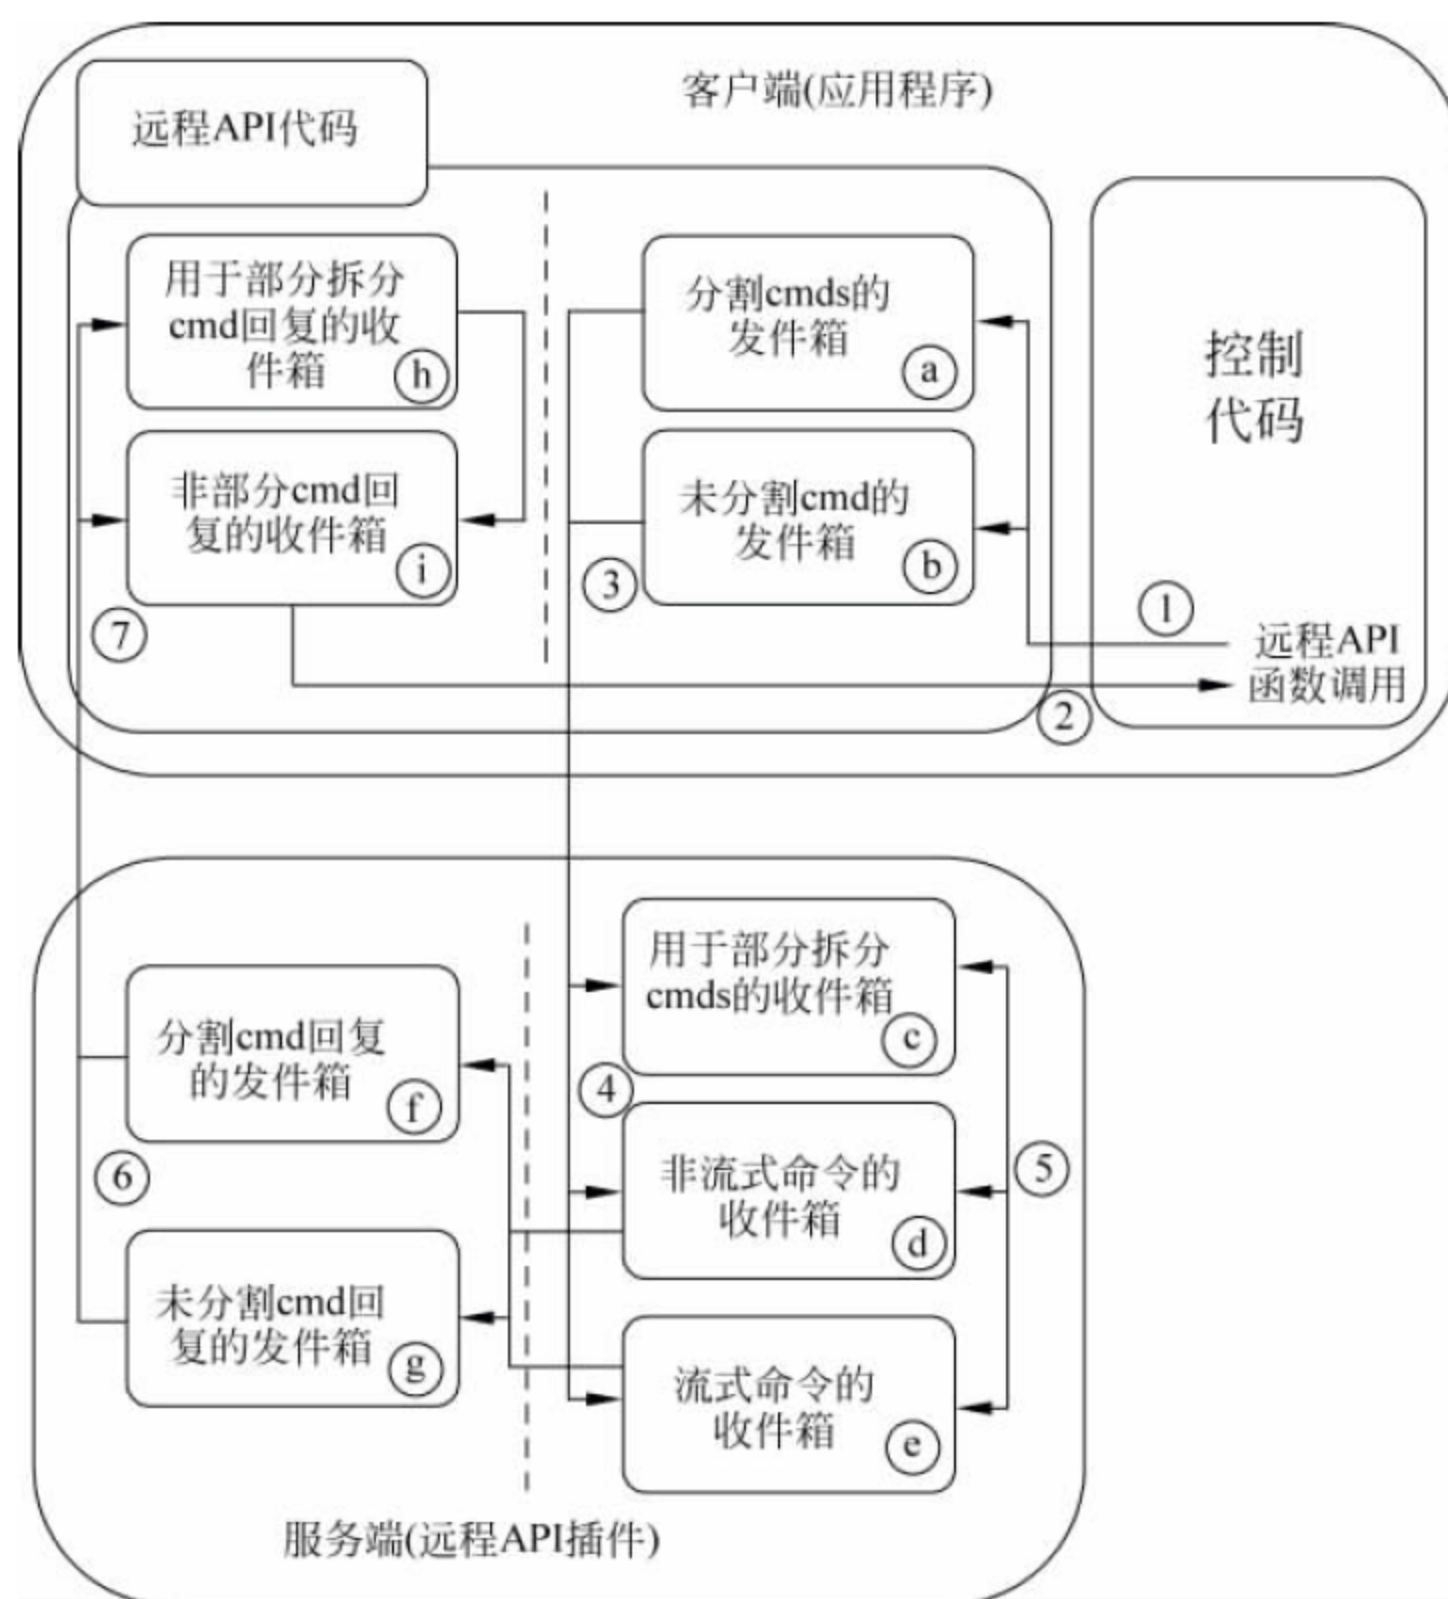 客户端(应用程序)
远程API代码
用于部分拆分
cmd回复的收
件箱
h
非部分cmd回
复的收件箱
i
7
分割cmds的
发件箱
a
未分割cmd的
发件箱
b
3
控制
代码
1
远程API
函数调用
2
用于部分拆分
cmds的收件箱
c
4
非流式命令的
收件箱
d
5
流式命令的
收件箱
e
分割cmd回复
的发件箱
f
6
未分割cmd回
复的发件箱
g
服务端(远程API插件)